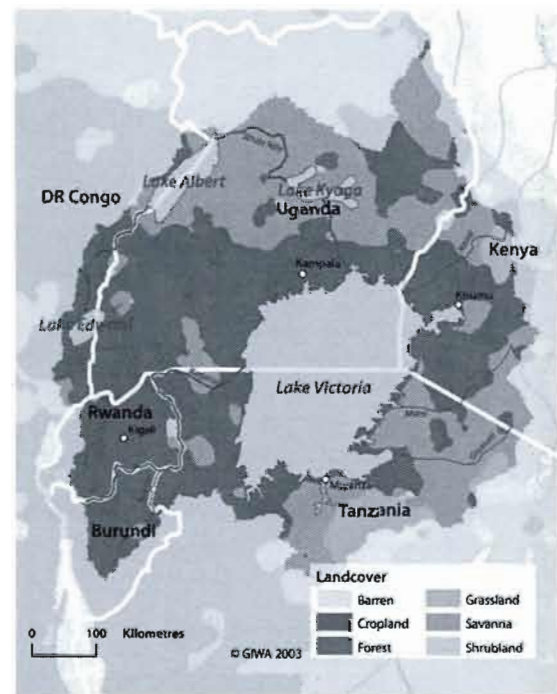 DR Congo
Lake Albert
Lake Kyoga
Uganda
Kenya
Kampala
Kisumu
Lake Edward
Lake Victoria
Rwanda
Kigali
Mara
Mwanza
Tanzania
Burundi
Landcover
Barren
Cropland
Forest
Grassland
Savanna
Shrubland
0 100 Kilometres
© GIWA 2003